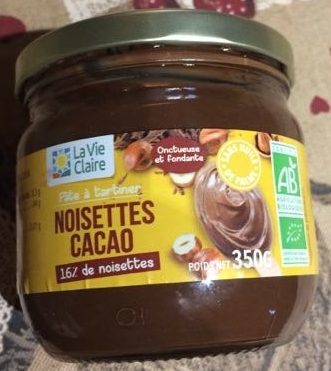 La Vie
Claire
Onctueuse
et fondante
SANS HUILE
DE PALME
Pâte à tartiner
NOISETTES
CACAO
16% de noisettes
POIDS NET 350G
AB
AGRICULTURE
BIOLOGIQUE